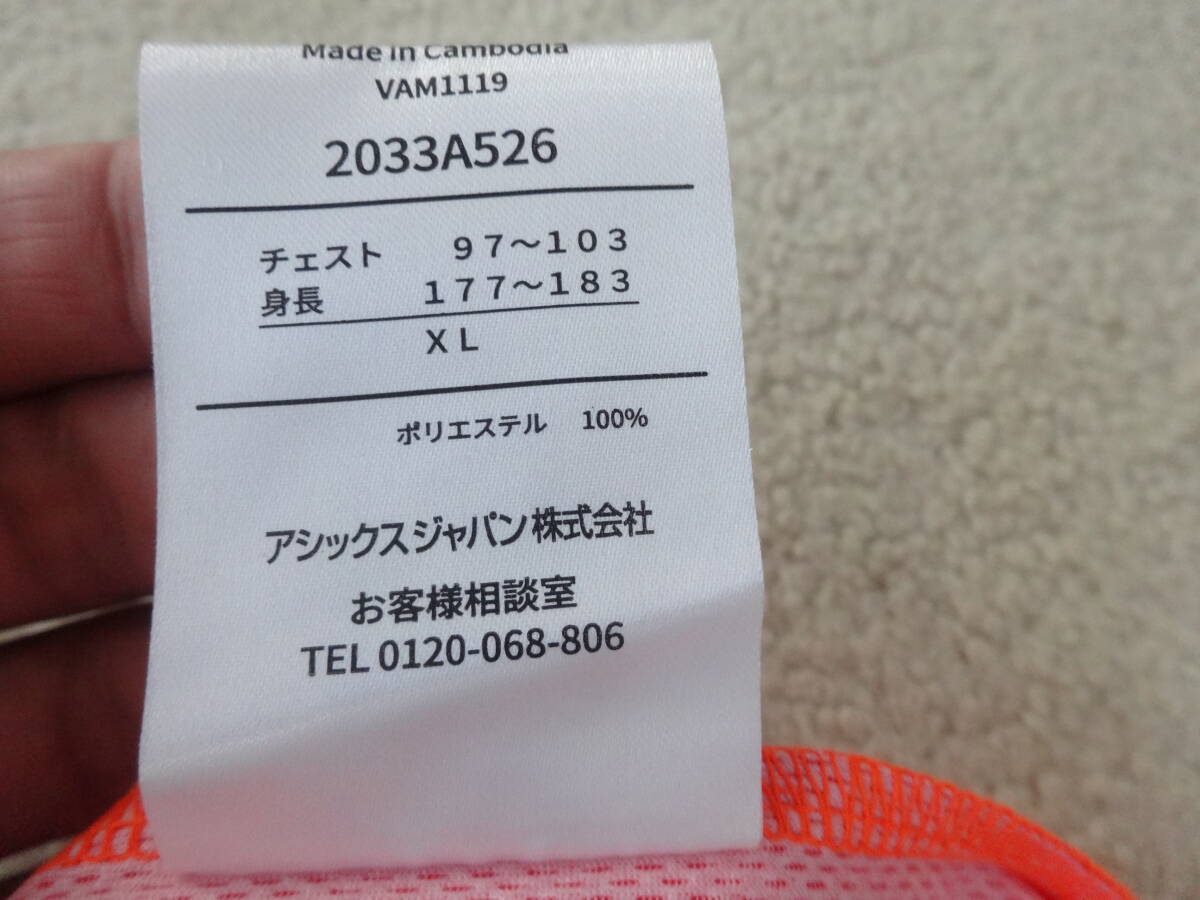 Made in Cambodia
VAM1119
2033A526
チェスト 97〜103
身長 177〜183
XL
ポリエステル 100%
アシックスジャパン株式会社
お客様相談室
TEL 0120-068-806